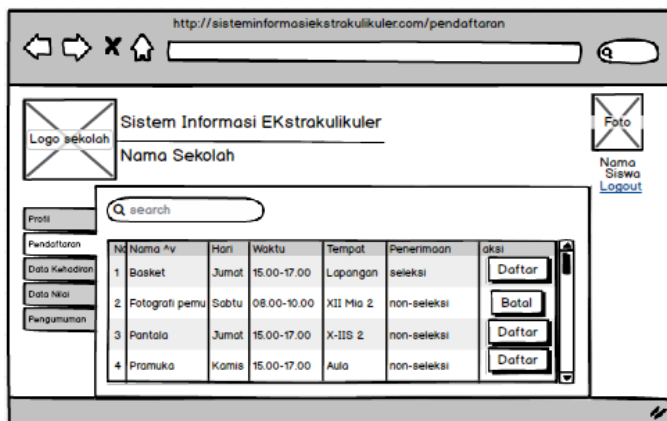 http://sisteminformasiekstrakulikuler.com/pendaftaran
Logo sekolah
Sistem Informasi EKstrakulikuler
Nama Sekolah
Foto
Nama
Siswa
Logout
search
Profil
Pendaftaran
Data Kehadiran
Data Nilai
Pengumuman
No Nama ^v Hari Waktu Tempat Penerimaan aksi
1 Basket Jumat 15.00-17.00 Lapangan seleksi Daftar
2 Fotografi pemu Sabtu 08.00-10.00 XII Mia 2 non-seleksi Batal
3 Pantala Jumat 15.00-17.00 X-IIS 2 non-seleksi Daftar
4 Pramuka Kamis 15.00-17.00 Aula non-seleksi Daftar